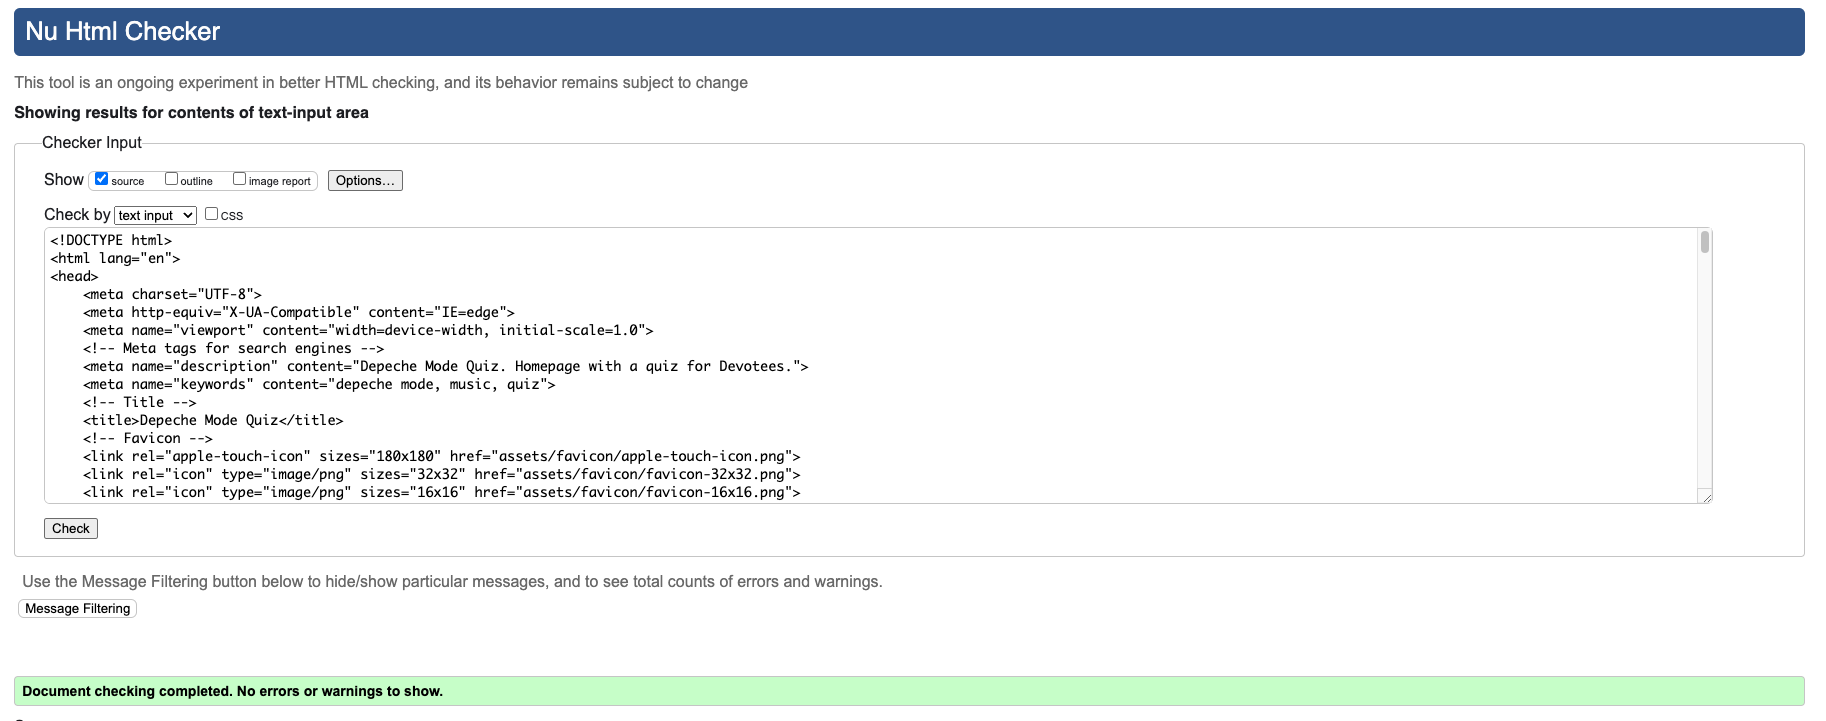 Nu Html Checker
This tool is an ongoing experiment in better HTML checking, and its behavior remains subject to change
Showing results for contents of text-input area
Checker Input
Show source outline image report Options...
Check by text input css
<!DOCTYPE html>
<html lang="en">
<head>
    <meta charset="UTF-8">
    <meta http-equiv="X-UA-Compatible" content="IE=edge">
    <meta name="viewport" content="width=device-width, initial-scale=1.0">
    <!-- Meta tags for search engines -->
    <meta name="description" content="Depeche Mode Quiz. Homepage with a quiz for Devotees.">
    <meta name="keywords" content="depeche mode, music, quiz">
    <!-- Title -->
    <title>Depeche Mode Quiz</title>
    <!-- Favicon -->
    <link rel="apple-touch-icon" sizes="180x180" href="assets/favicon/apple-touch-icon.png">
    <link rel="icon" type="image/png" sizes="32x32" href="assets/favicon/favicon-32x32.png">
    <link rel="icon" type="image/png" sizes="16x16" href="assets/favicon/favicon-16x16.png">
Check
Use the Message Filtering button below to hide/show particular messages, and to see total counts of errors and warnings.
Message Filtering
Document checking completed. No errors or warnings to show.